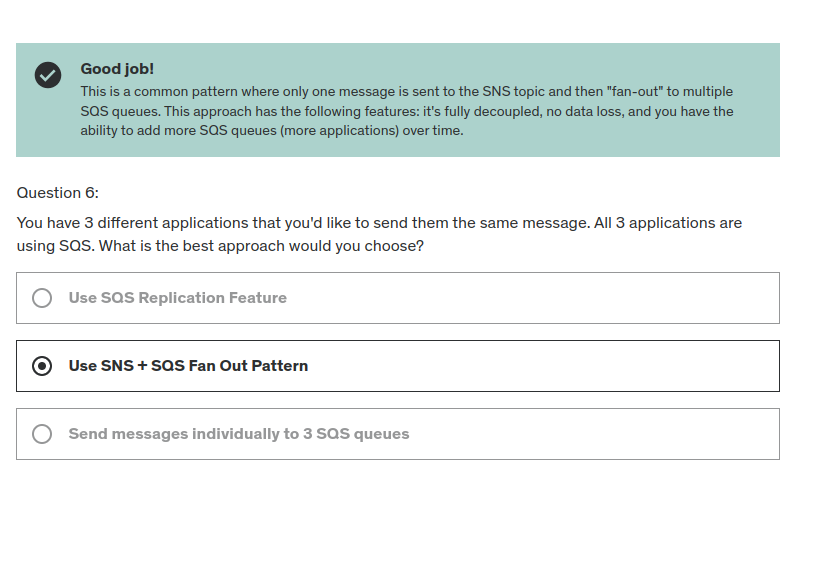 Good job!
This is a common pattern where only one message is sent to the SNS topic and then "fan-out" to multiple
SQS queues. This approach has the following features: it's fully decoupled, no data loss, and you have the
ability to add more SQS queues (more applications) over time.
Question 6:
You have 3 different applications that you'd like to send them the same message. All 3 applications are
using SQS. What is the best approach would you choose?
Use SQS Replication Feature
Use SNS + SQS Fan Out Pattern
Send messages individually to 3 SQS queues